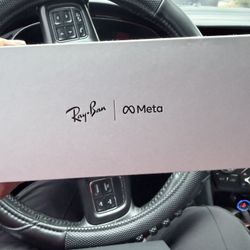 Ray-Ban | ∞ Meta